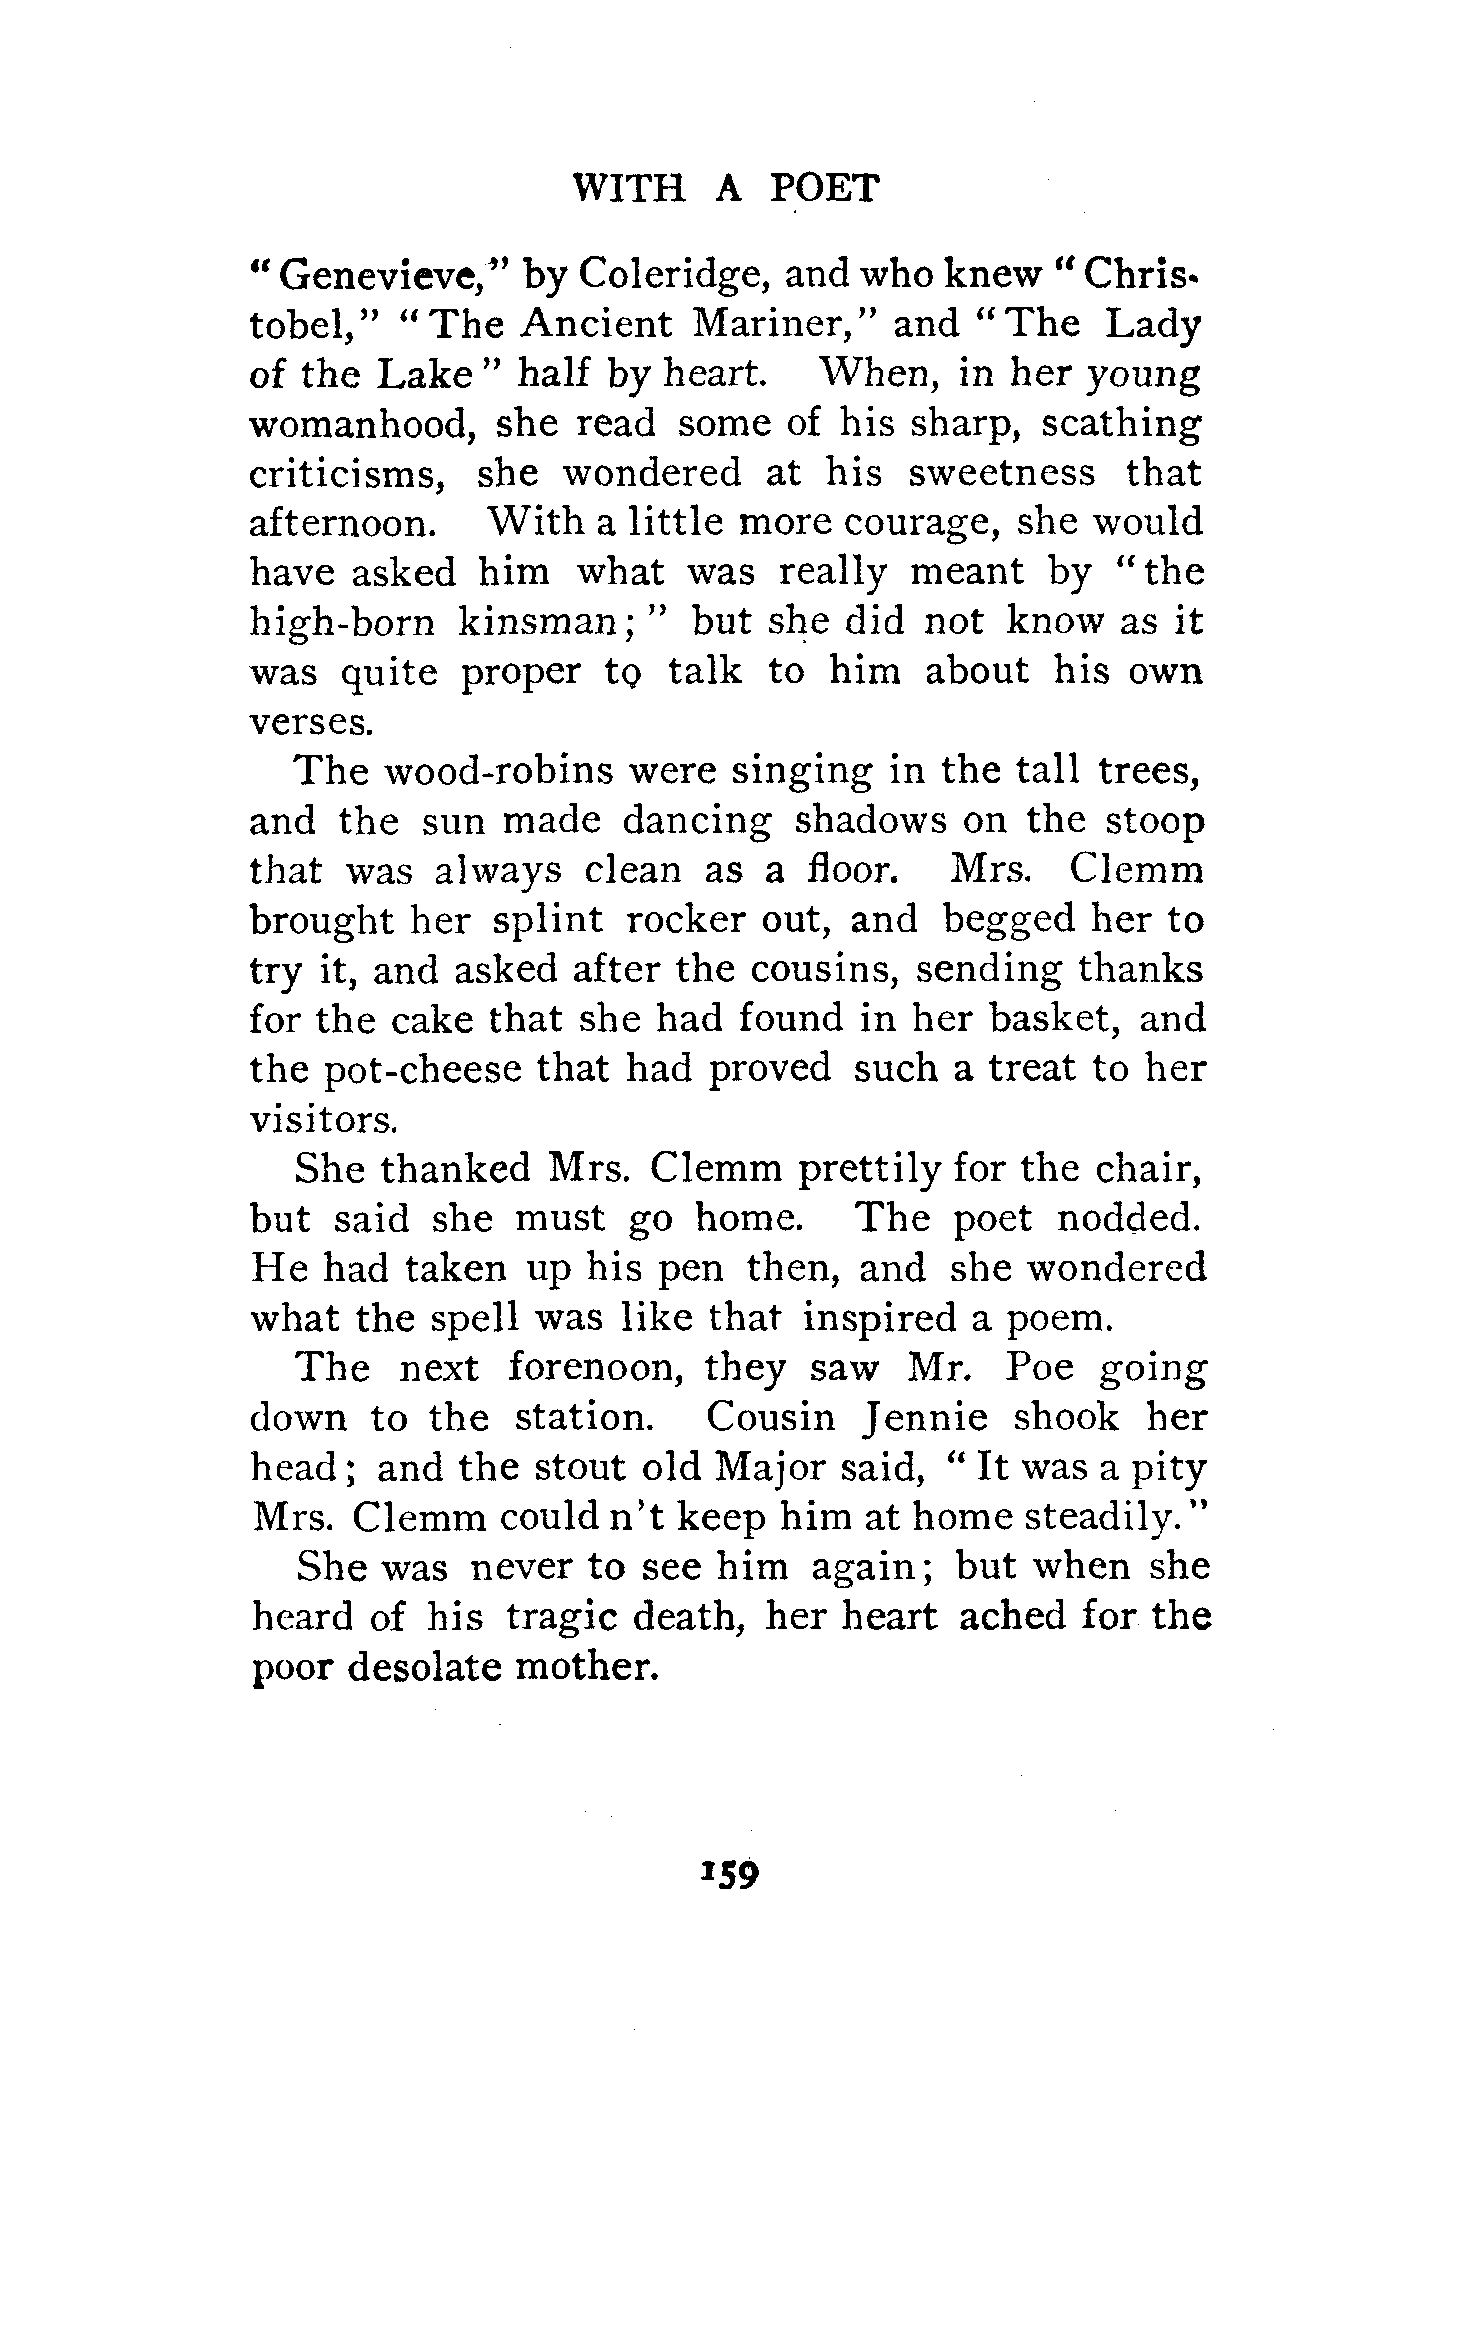 WITH A POET
“Genevieve,” by Coleridge, and who knew “Chris-
tobel,” “The Ancient Mariner,” and “The Lady
of the Lake” half by heart. When, in her young
womanhood, she read some of his sharp, scathing
criticisms, she wondered at his sweetness that
afternoon. With a little more courage, she would
have asked him what was really meant by “the
high-born kinsman;” but she did not know as it
was quite proper to talk to him about his own
verses.
The wood-robins were singing in the tall trees,
and the sun made dancing shadows on the stoop
that was always clean as a floor. Mrs. Clemm
brought her splint rocker out, and begged her to
try it, and asked after the cousins, sending thanks
for the cake that she had found in her basket, and
the pot-cheese that had proved such a treat to her
visitors.
She thanked Mrs. Clemm prettily for the chair,
but said she must go home. The poet nodded.
He had taken up his pen then, and she wondered
what the spell was like that inspired a poem.
The next forenoon, they saw Mr. Poe going
down to the station. Cousin Jennie shook her
head; and the stout old Major said, “It was a pity
Mrs. Clemm could n’t keep him at home steadily.”
She was never to see him again; but when she
heard of his tragic death, her heart ached for the
poor desolate mother.
159